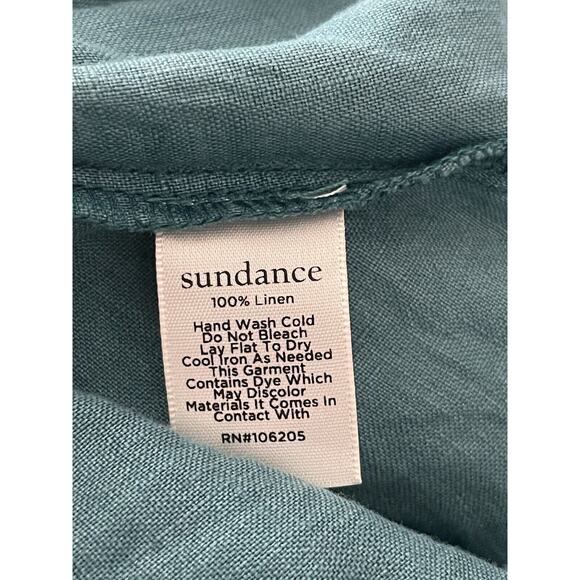 sundance
100% Linen
Hand Wash Cold
Do Not Bleach
Lay Flat To Dry
Cool Iron As Needed
This Garment
Contains Dye Which
May Discolor
Materials It Comes In
Contact With
RN#106205